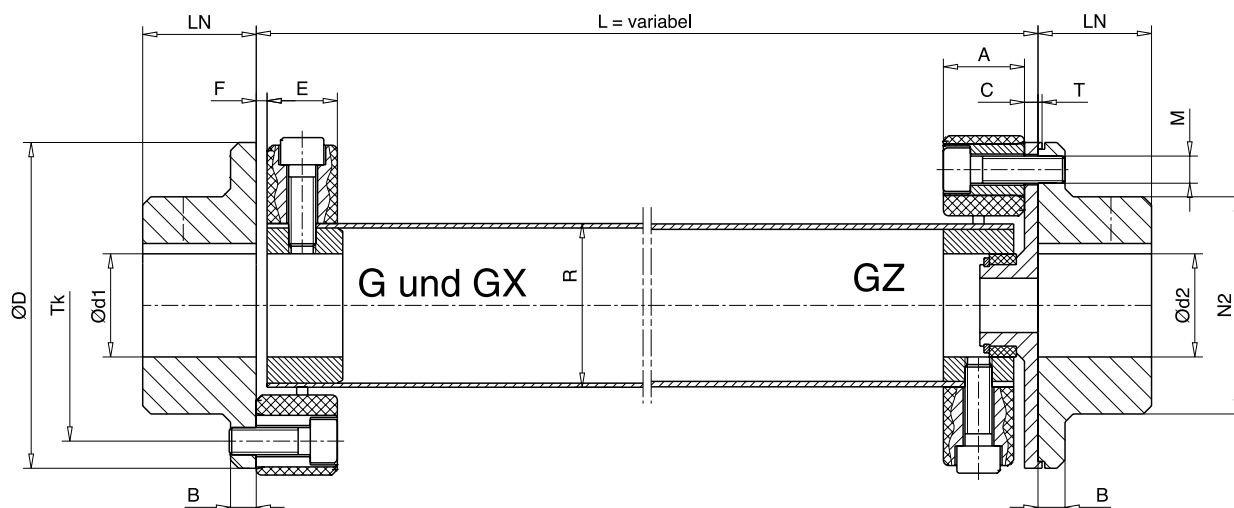 LN
L = variabel
LN
A
F
E
C
T
M
ØD
Tk
Ød1
G und GX
R
GZ
Ød2
N2
B
B